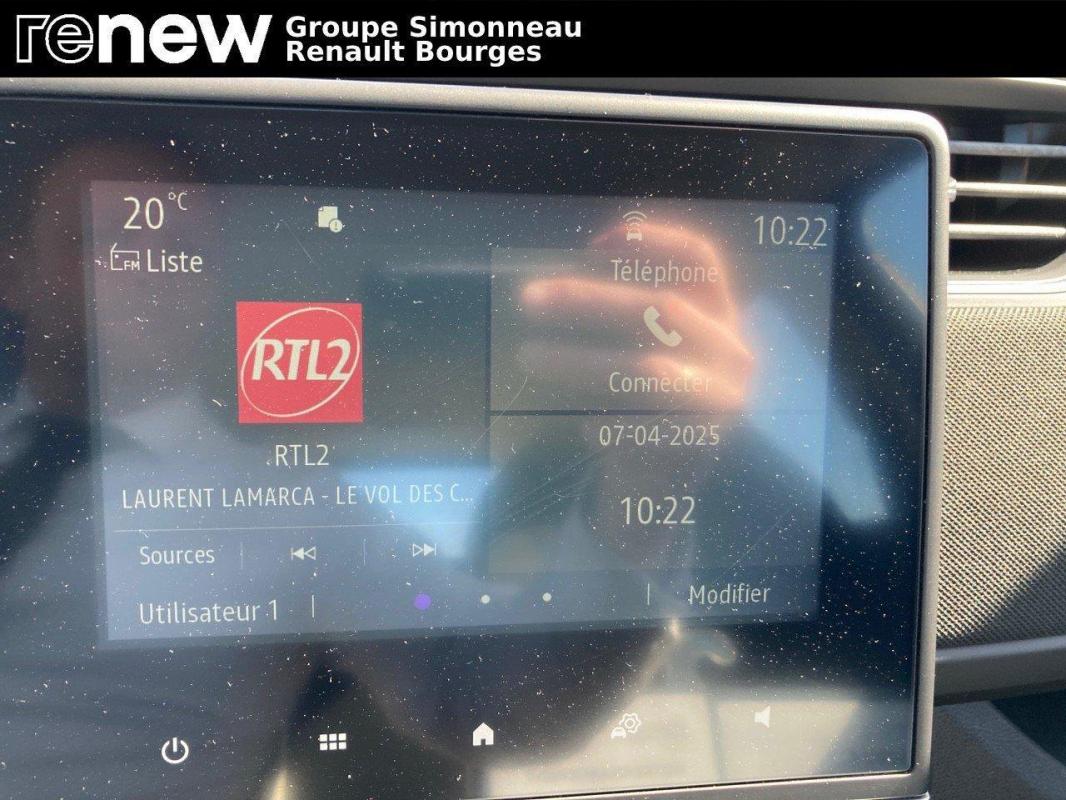 renew
Groupe Simonneau
Renault Bourges
20 °C
10:22
FM Liste
Téléphone
RTL2
Connecter
RTL2
07-04-2025
LAURENT LAMARCA - LE VOL DES C...
10:22
Sources
Utilisateur 1
Modifier